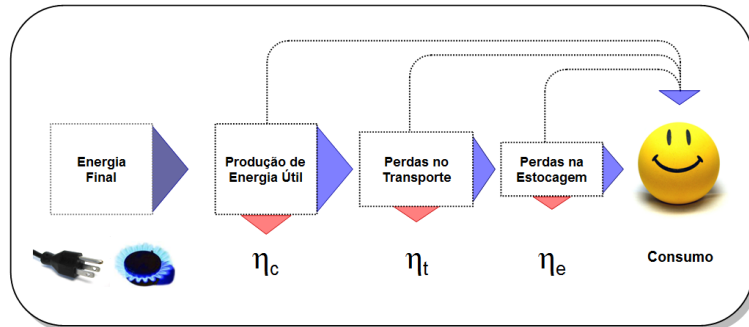 Energia
Final
Produção de
Energia Útil
Perdas no
Transporte
Perdas na
Estocagem
ηc
ηt
ηe
Consumo